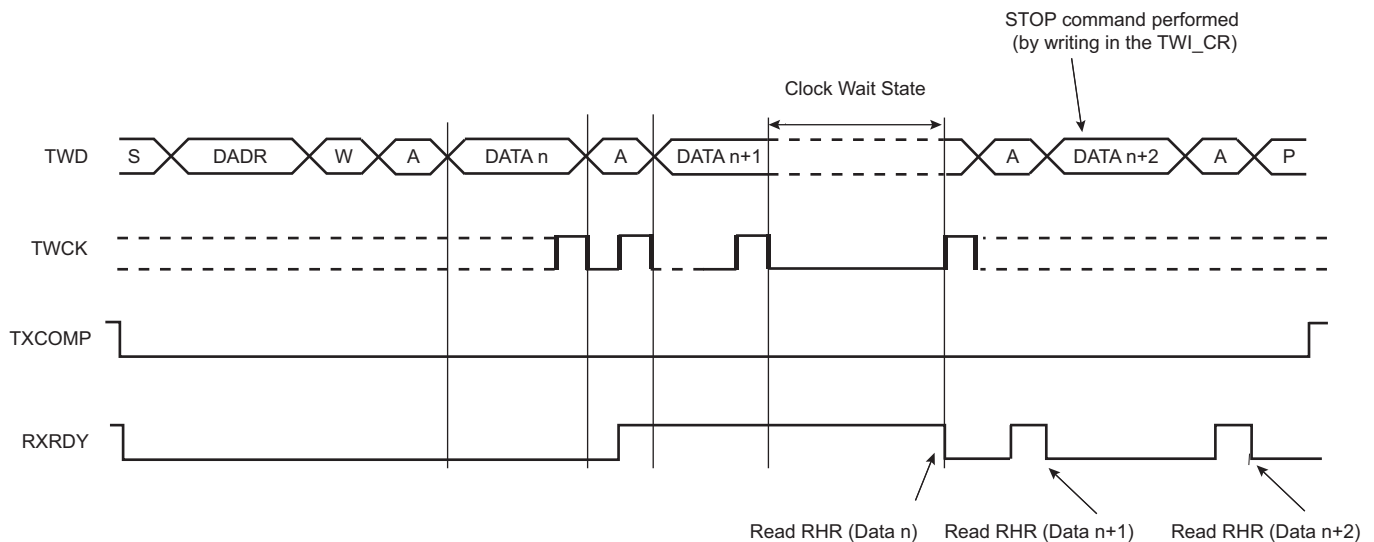 STOP command performed
(by writing in the TWI_CR)
Clock Wait State
TWD S DADR W A DATA n A DATA n+1 A DATA n+2 A P
TWCK
TXCOMP
RXRDY
Read RHR (Data n) Read RHR (Data n+1) Read RHR (Data n+2)